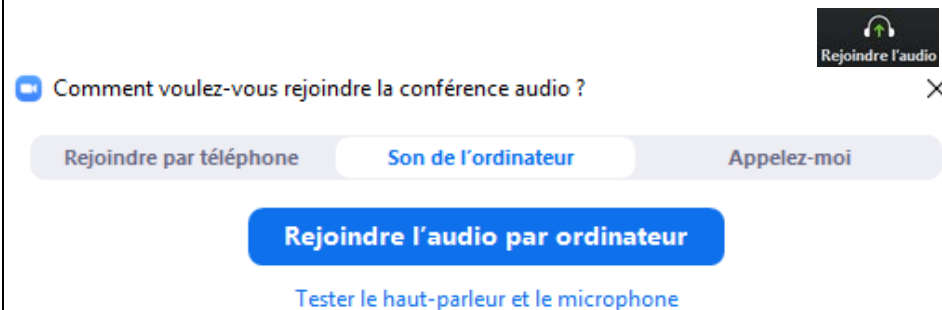 Rejoindre l'audio
Comment voulez-vous rejoindre la conférence audio ?
Rejoindre par téléphone Son de l'ordinateur Appelez-moi
Rejoindre l'audio par ordinateur
Tester le haut-parleur et le microphone